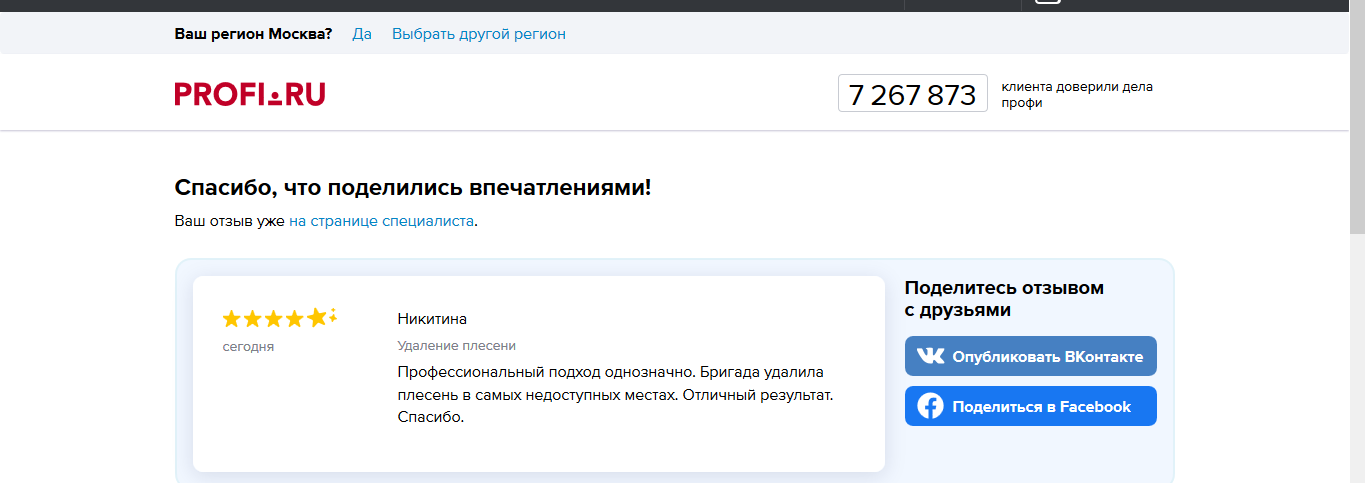 Ваш регион Москва? Да Выбрать другой регион
PROFI.RU
7 267 873
клиента доверили дела
профи
Спасибо, что поделились впечатлениями!
Ваш отзыв уже на странице специалиста.
сегодня
Никитина
Удаление плесени
Профессиональный подход однозначно. Бригада удалила
плесень в самых недоступных местах. Отличный результат.
Спасибо.
Поделитесь отзывом
с друзьями
Опубликовать ВКонтакте
Поделиться в Facebook